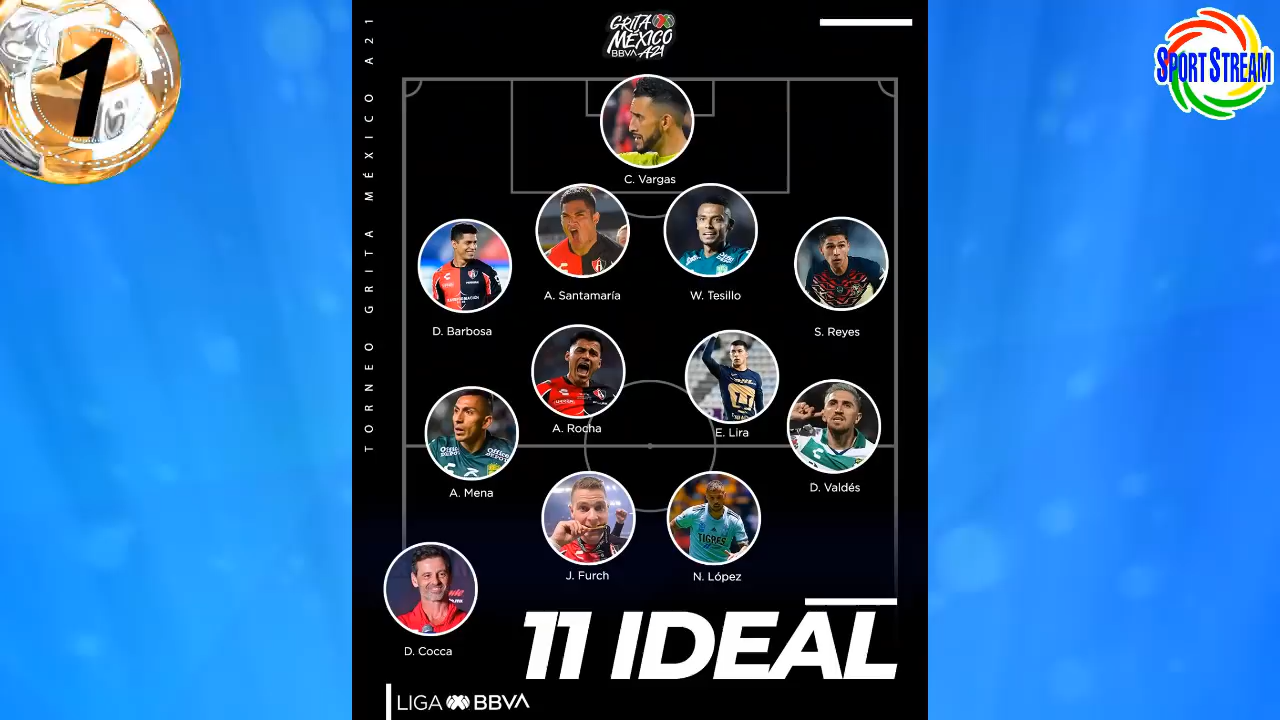 1
SPORT STREAM
GRITA
MÉXICO
BBVA A21
TORNEO GRITA MÉXICO A21
C. Vargas
A. Santamaría
W. Tesillo
D. Barbosa
S. Reyes
A. Rocha
E. Lira
A. Mena
D. Valdés
TIGRES
J. Furch
N. López
D. Cocca
11 IDEAL
LIGA BBVA